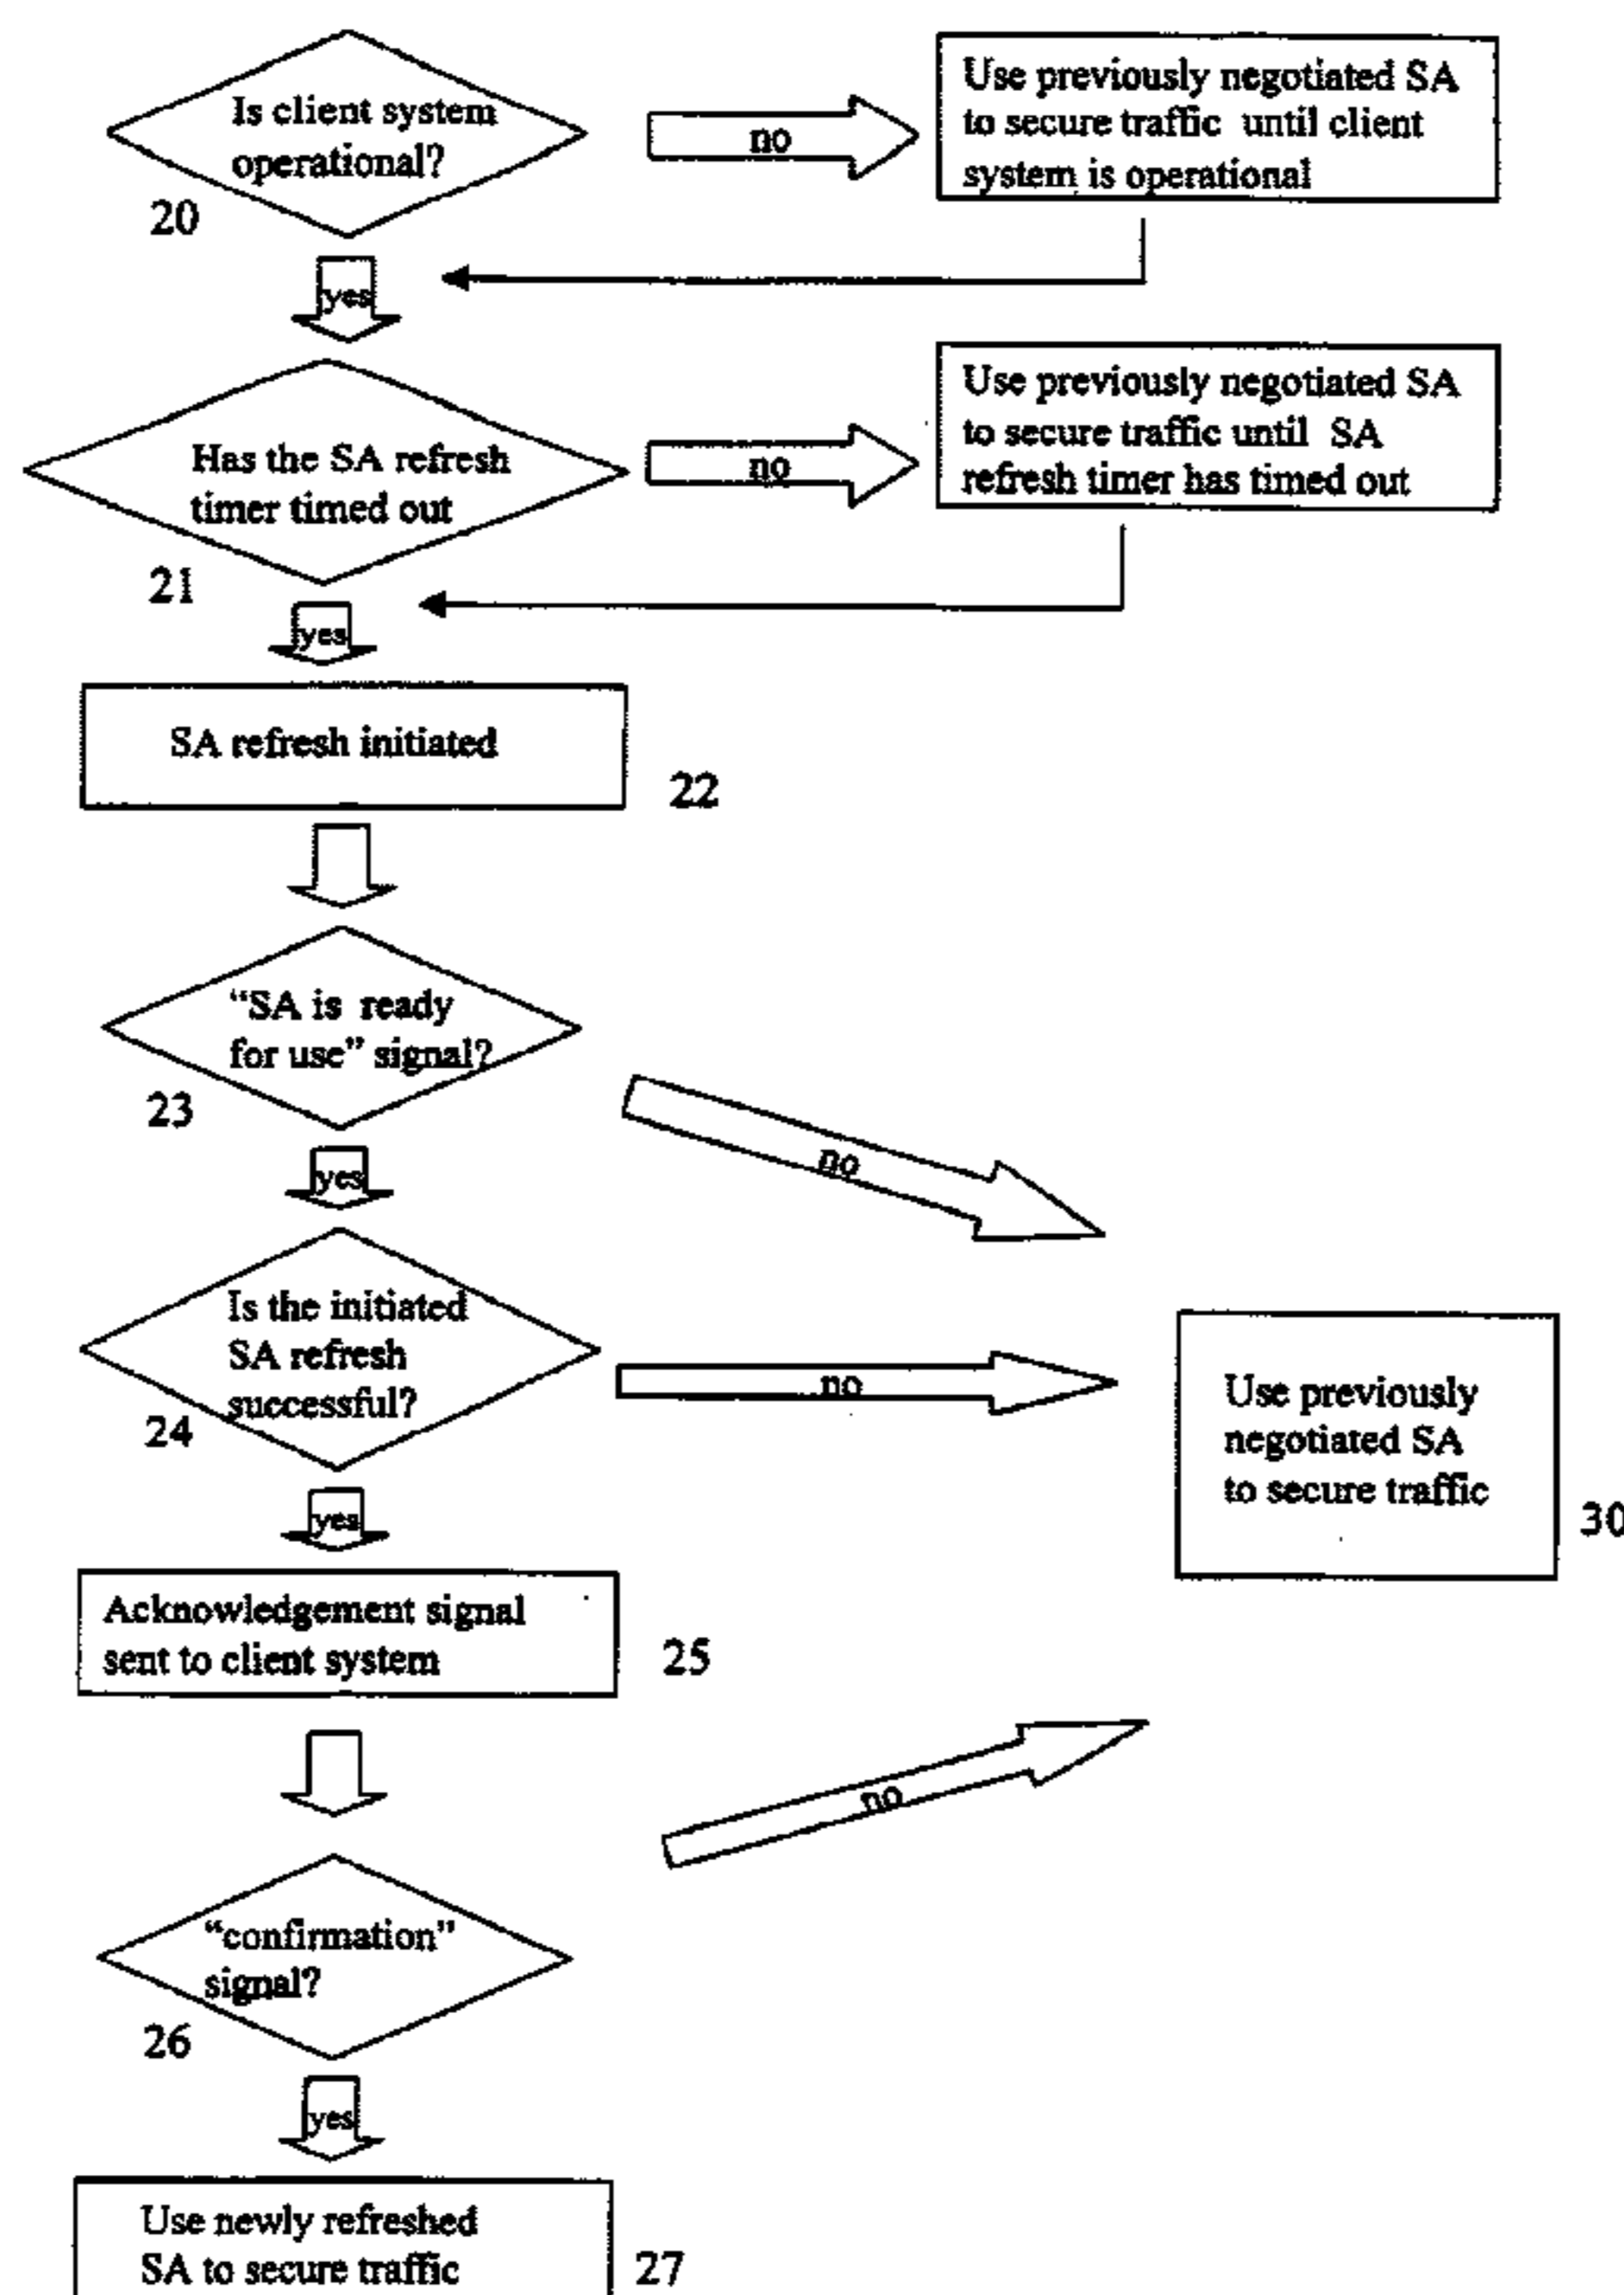 Is client system
operational?
20
no
Use previously negotiated SA
to secure traffic until client
system is operational
yes
Has the SA refresh
timer timed out
21
no
Use previously negotiated SA
to secure traffic until SA
refresh timer has timed out
yes
SA refresh initiated
22
“SA is ready
for use” signal?
23
no
yes
Is the initiated
SA refresh
successful?
24
no
Use previously
negotiated SA
to secure traffic
30
yes
Acknowledgement signal
sent to client system
25
no
“confirmation”
signal?
26
yes
Use newly refreshed
SA to secure traffic
27